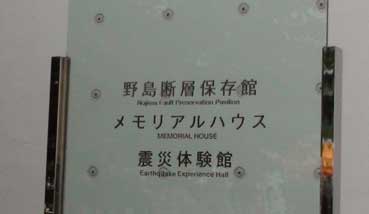 野島断層保存館
Nojima Fault Preservation Pavilion
メモリアルハウス
MEMORIAL HOUSE
震災体験館
Earthquake Experience Hall